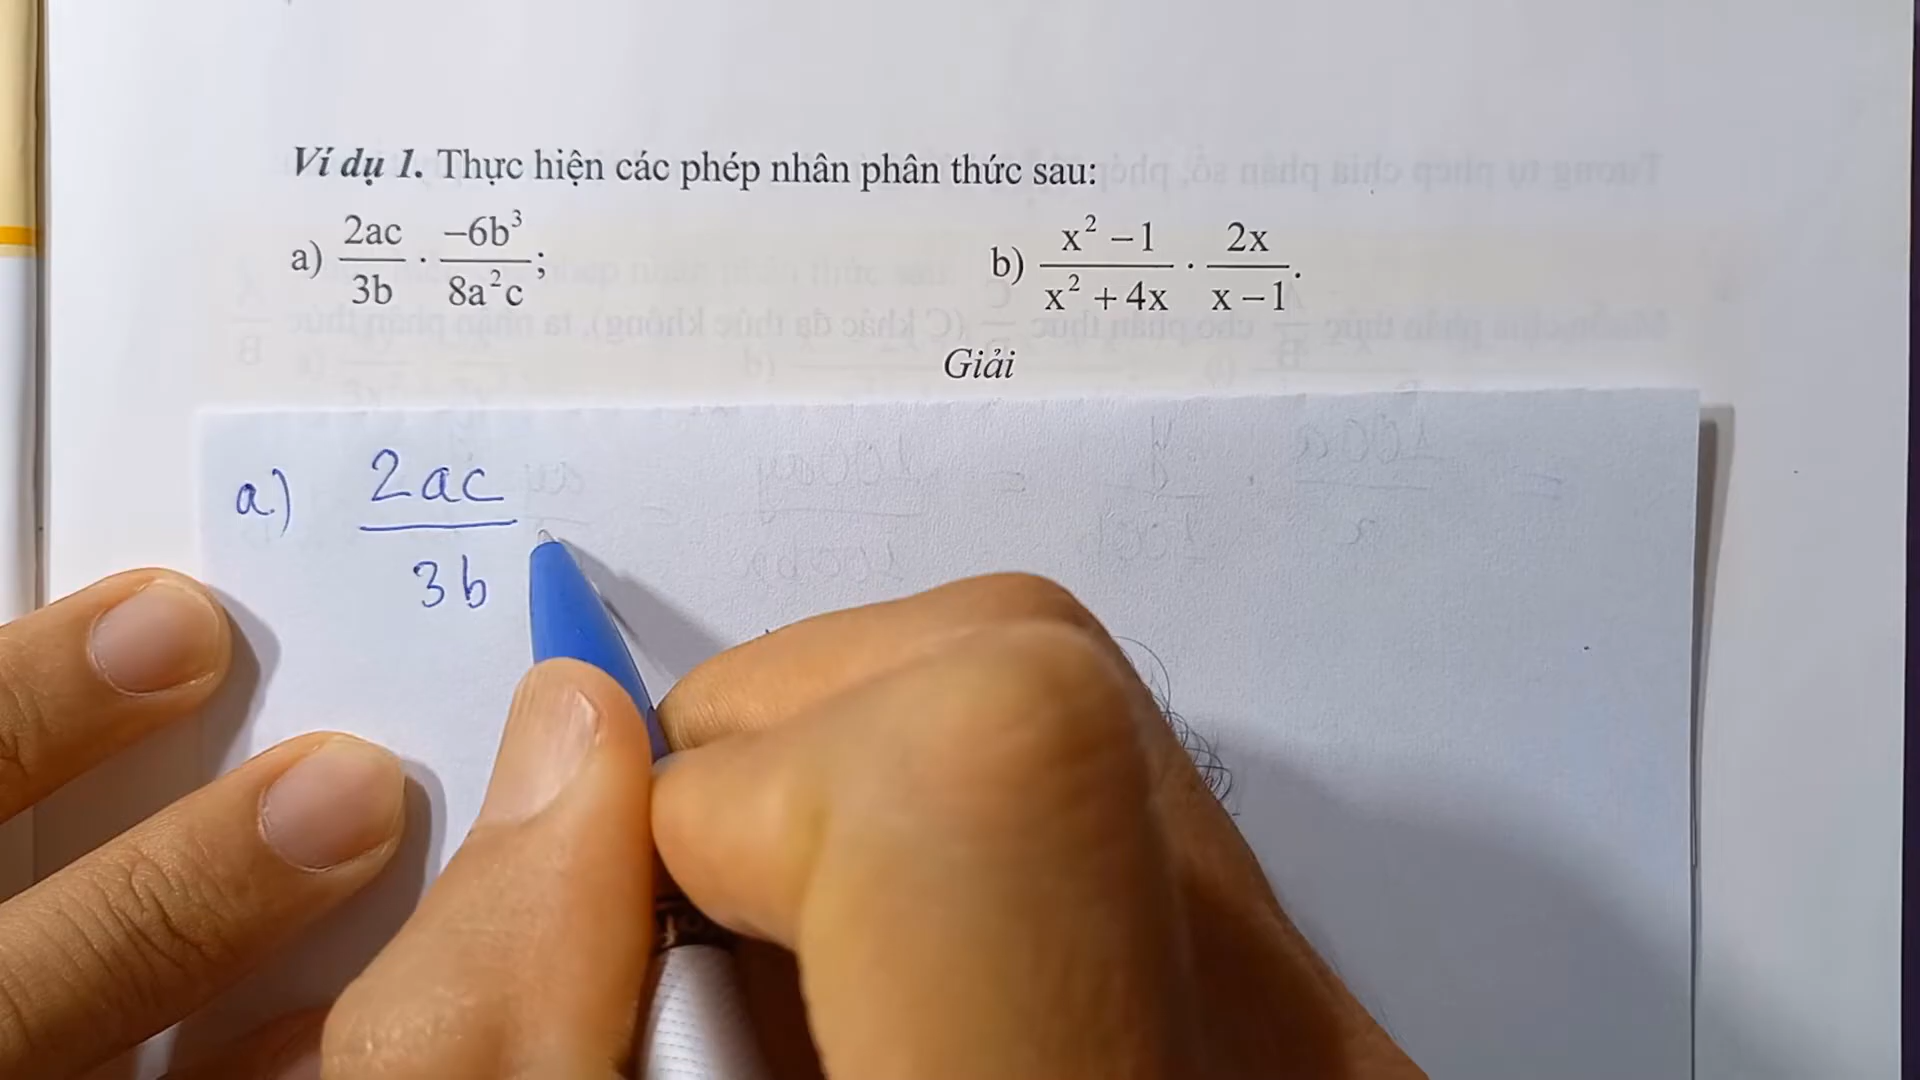 Ví dụ 1. Thực hiện các phép nhân phân thức sau:
a) 2ac/3b · −6b³/8a²c; b) x² − 1/x² + 4x · 2x/x − 1.
Giải
a) 2ac/3b